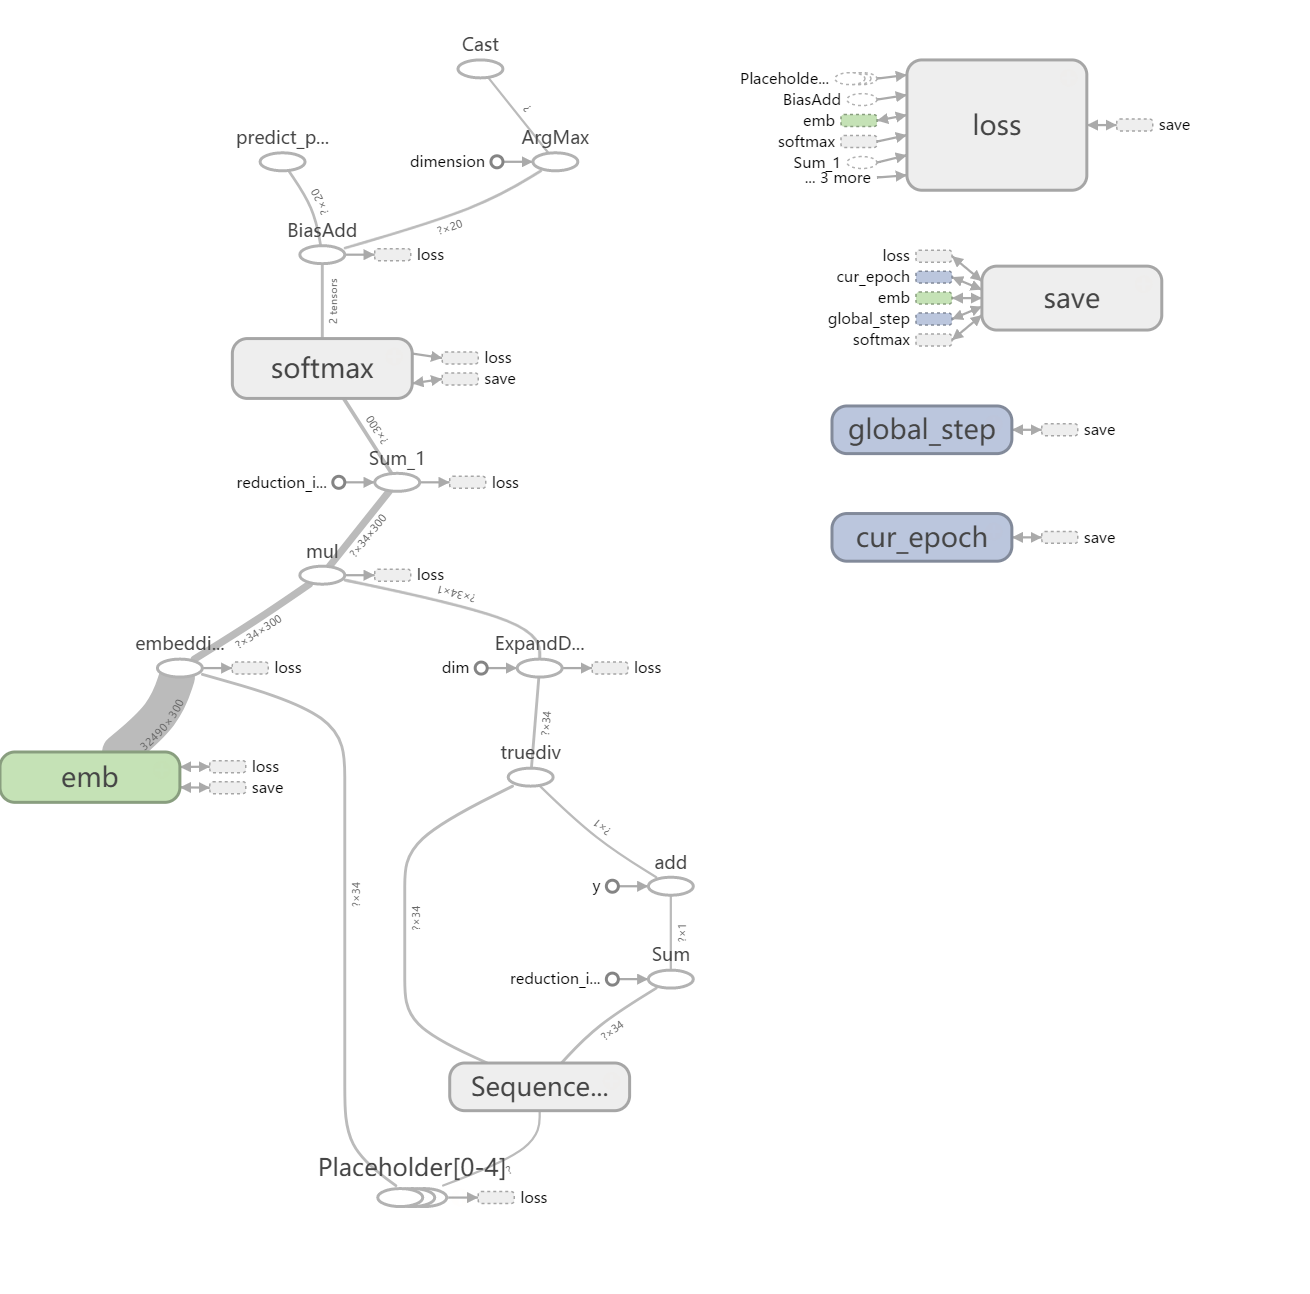 Cast
?
predict_p...
ArgMax
dimension
?×20
?×20
BiasAdd
loss
2 tensors
softmax
loss
save
?×300
Sum_1
reduction_i...
loss
?×34×300
mul
loss
?×34×1
?×34×300
embeddi...
loss
ExpandD...
dim
loss
32490×300
?×34
emb
loss
save
truediv
?×1
add
y
?×34
?×34
?×1
Sum
reduction_i...
?×34
Sequence...
?
Placeholder[0-4]
loss
Placeholde...
BiasAdd
emb
softmax
Sum_1
... 3 more
loss
save
loss
cur_epoch
emb
global_step
softmax
save
global_step
save
cur_epoch
save